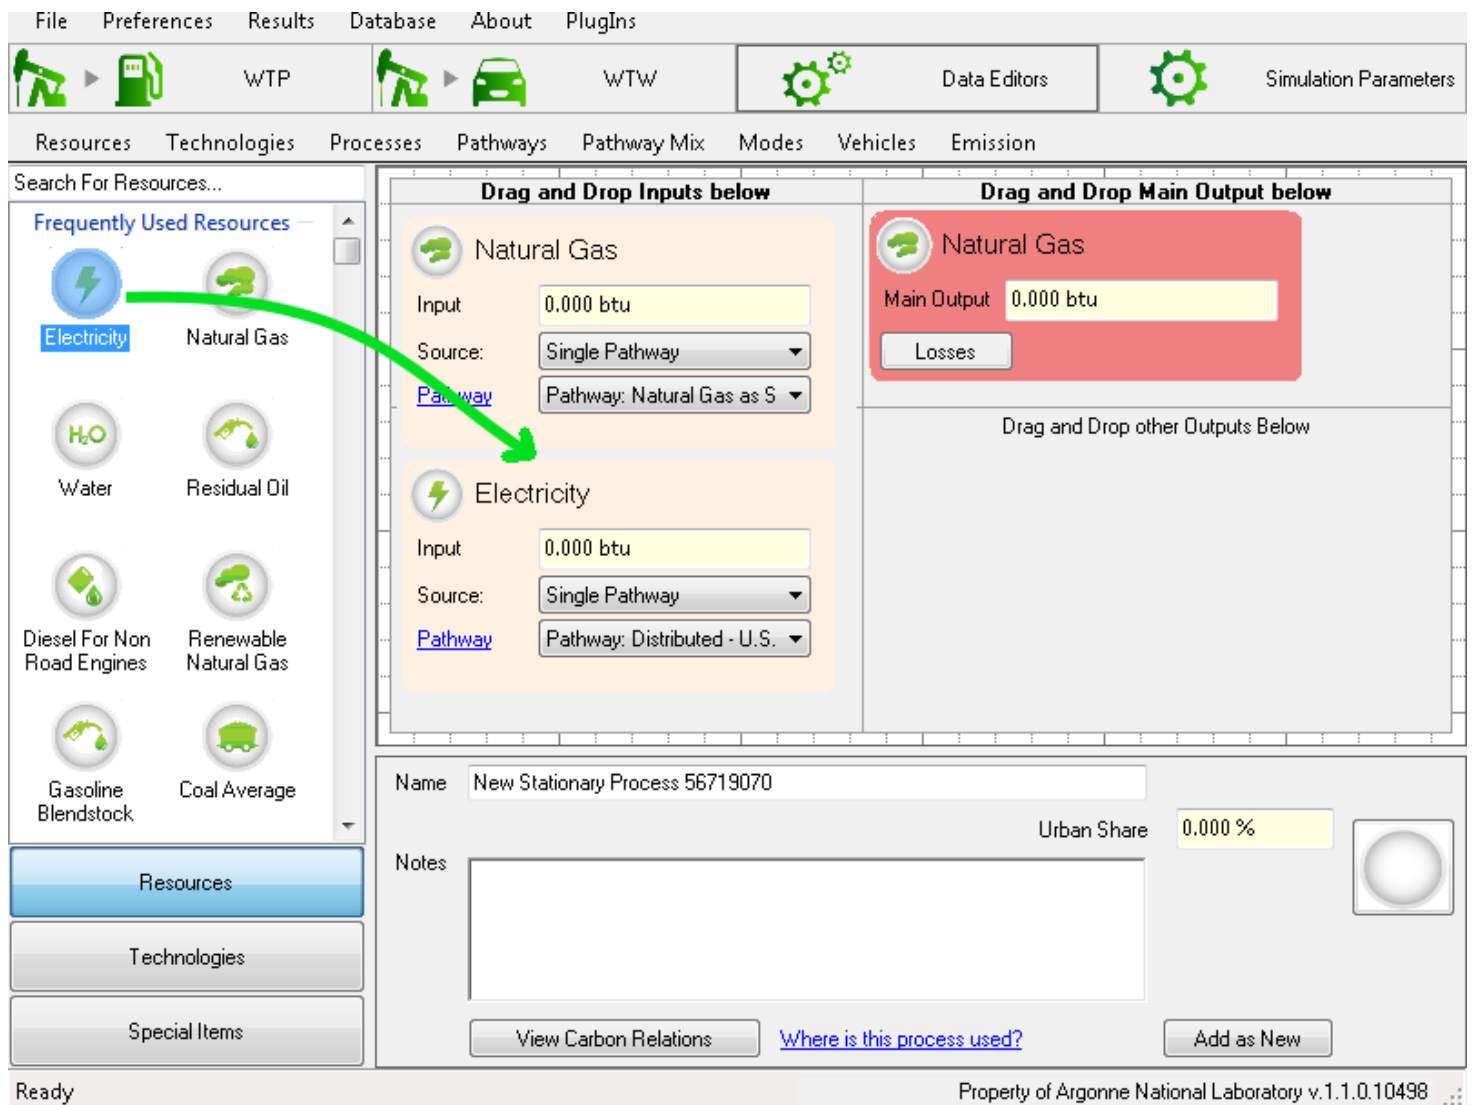 File Preferences Results Database About PlugIns
WTP WTW Data Editors Simulation Parameters
Resources Technologies Processes Pathways Pathway Mix Modes Vehicles Emission
Search For Resources...
Frequently Used Resources
Electricity Natural Gas
H₂O
Water Residual Oil
Diesel For Non Road Engines
Renewable Natural Gas
Gasoline Blendstock
Coal Average
Resources
Technologies
Special Items
Drag and Drop Inputs below
Natural Gas
Input 0.000 btu
Source: Single Pathway
Pathway Pathway: Natural Gas as S
Electricity
Input 0.000 btu
Source: Single Pathway
Pathway Pathway: Distributed - U.S.
Drag and Drop Main Output below
Natural Gas
Main Output 0.000 btu
Losses
Drag and Drop other Outputs Below
Name New Stationary Process 56719070
Urban Share 0.000 %
Notes
View Carbon Relations Where is this process used? Add as New
Ready Property of Argonne National Laboratory v.1.1.0.10498